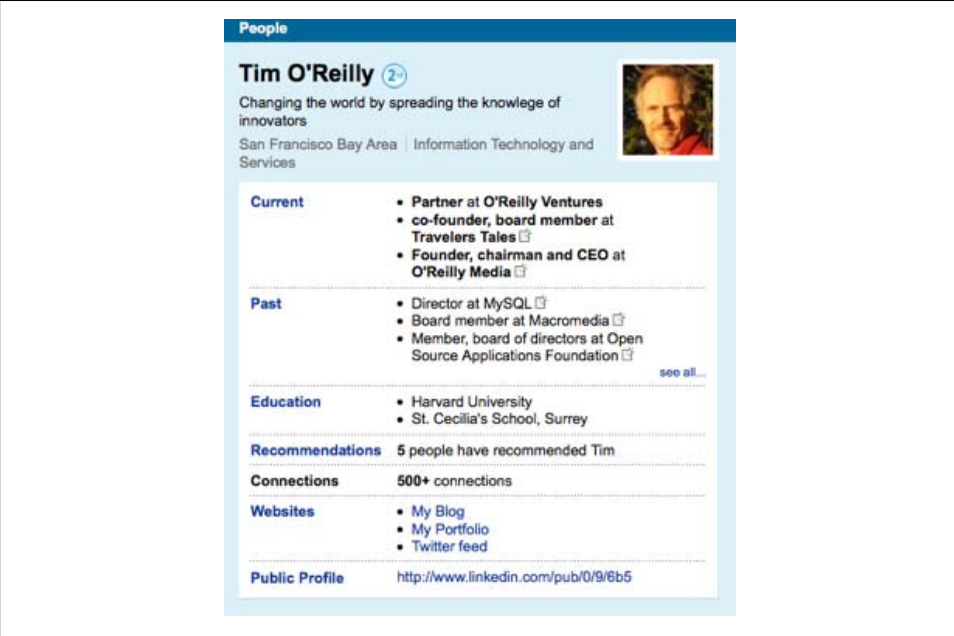 People
Tim O'Reilly 2nd
Changing the world by spreading the knowlege of
innovators
San Francisco Bay Area | Information Technology and
Services
Current
• Partner at O'Reilly Ventures
• co-founder, board member at
Travelers Tales
• Founder, chairman and CEO at
O'Reilly Media
Past
• Director at MySQL
• Board member at Macromedia
• Member, board of directors at Open
Source Applications Foundation
see all...
Education
• Harvard University
• St. Cecilia's School, Surrey
Recommendations 5 people have recommended Tim
Connections 500+ connections
Websites
• My Blog
• My Portfolio
• Twitter feed
Public Profile http://www.linkedin.com/pub/0/9/6b5